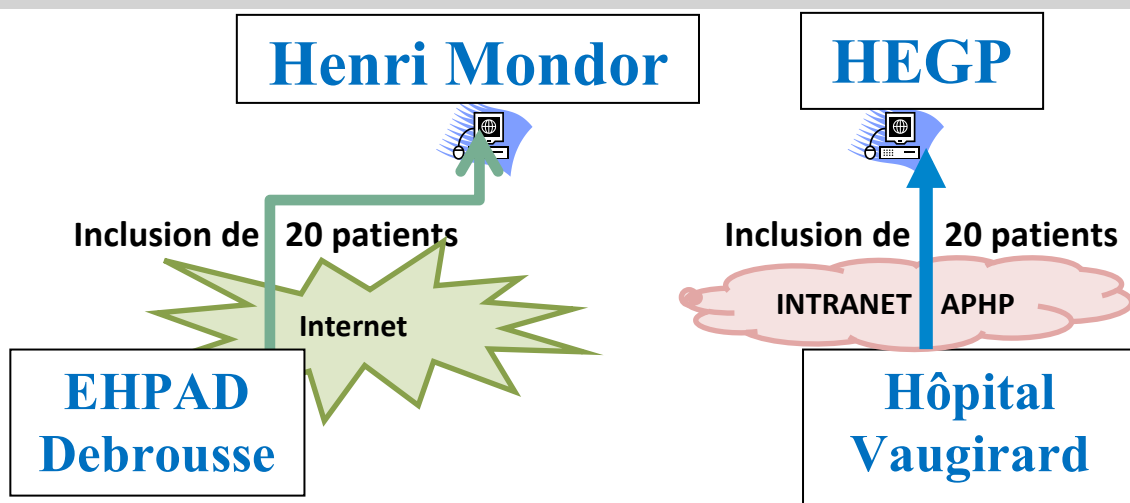 Henri Mondor
HEGP
Inclusion de 20 patients
Inclusion de 20 patients
Internet
INTRANET APHP
EHPAD
Debrousse
Hôpital
Vaugirard